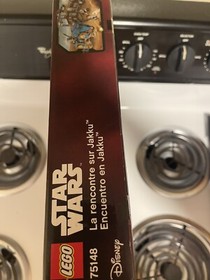 STAR
WARS
La rencontre sur Jakku™
Encuentro en Jakku™
LEGO
75148
Disney